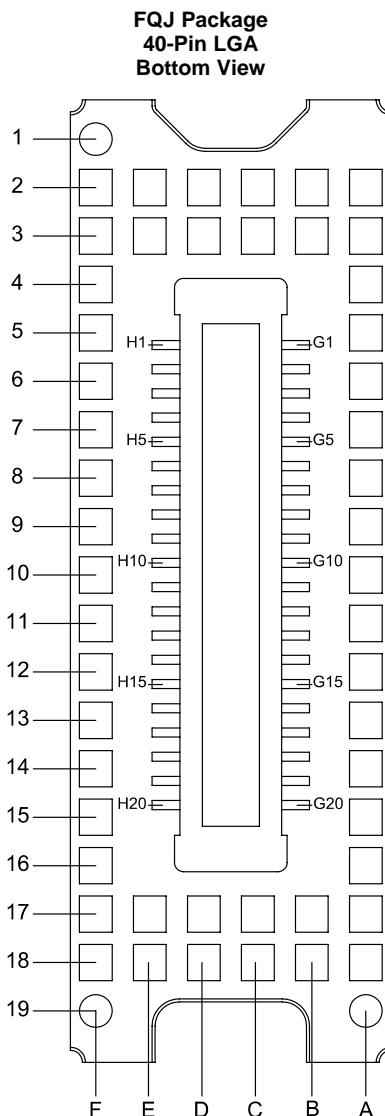 FQJ Package
40-Pin LGA
Bottom View
1
2
3
4
5
H1 G1
6
7
H5 G5
8
9
10
H10 G10
11
12
H15 G15
13
14
15
H20 G20
16
17
18
19
F E D C B A